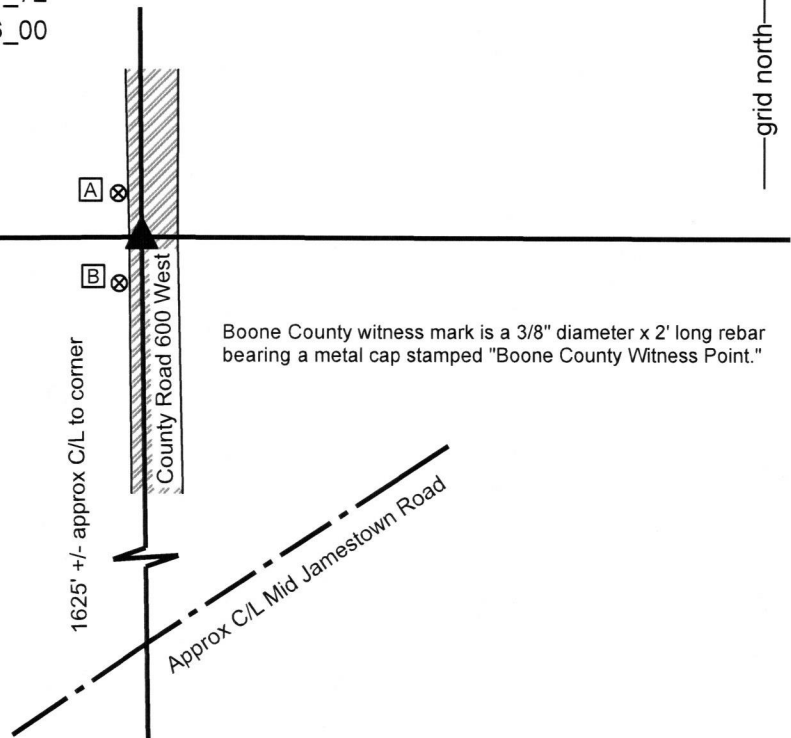 _00
grid north
A
B
County Road 600 West
Boone County witness mark is a 3/8" diameter x 2' long rebar
bearing a metal cap stamped "Boone County Witness Point."
1625' +/- approx C/L to corner
Approx C/L Mid Jamestown Road